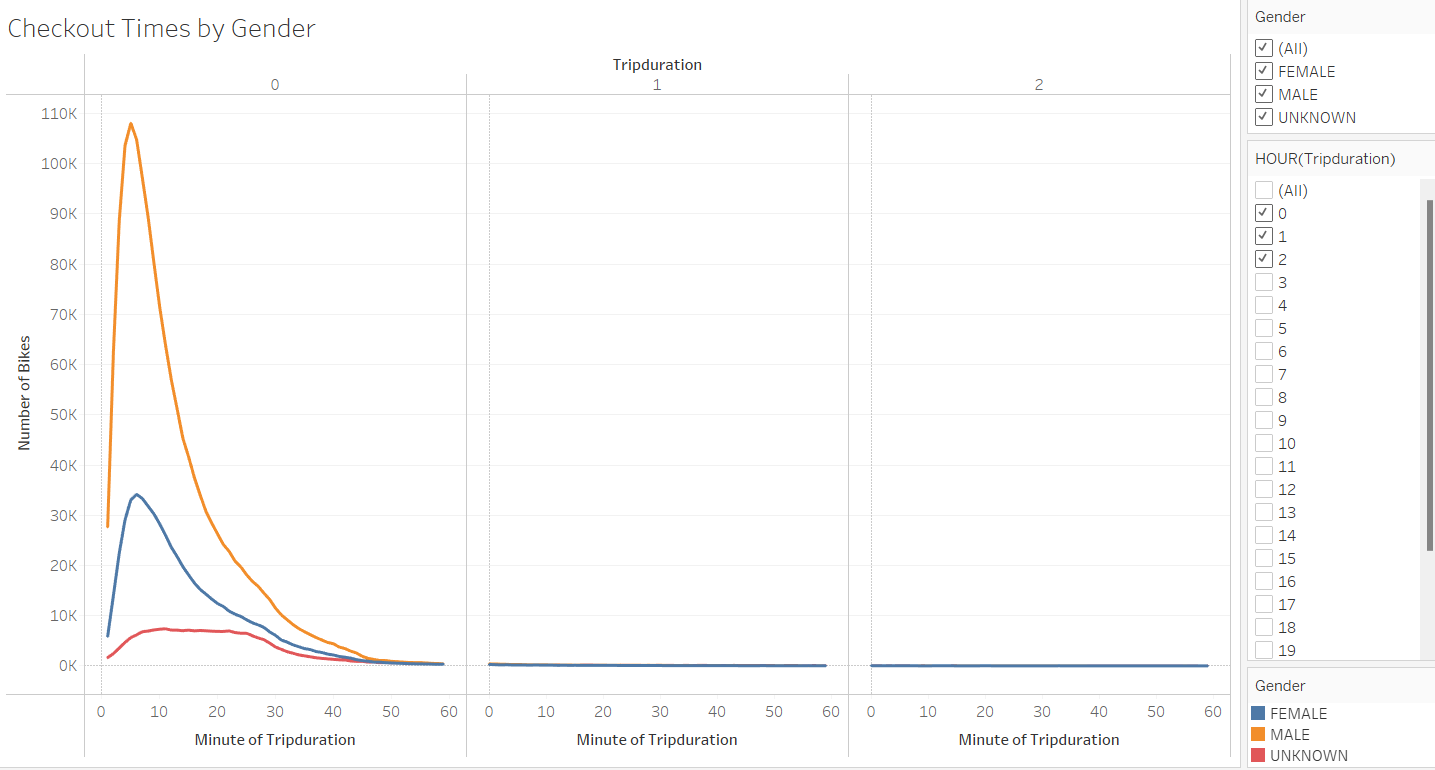 Checkout Times by Gender
Tripduration
0 1 2
110K
100K
90K
80K
70K
60K
50K
40K
30K
20K
10K
0K
Number of Bikes
0 10 20 30 40 50 60 0 10 20 30 40 50 60 0 10 20 30 40 50 60
Minute of Tripduration Minute of Tripduration Minute of Tripduration
Gender
(All)
FEMALE
MALE
UNKNOWN
HOUR(Tripduration)
(All)
0
1
2
3
4
5
6
7
8
9
10
11
12
13
14
15
16
17
18
19
Gender
FEMALE
MALE
UNKNOWN